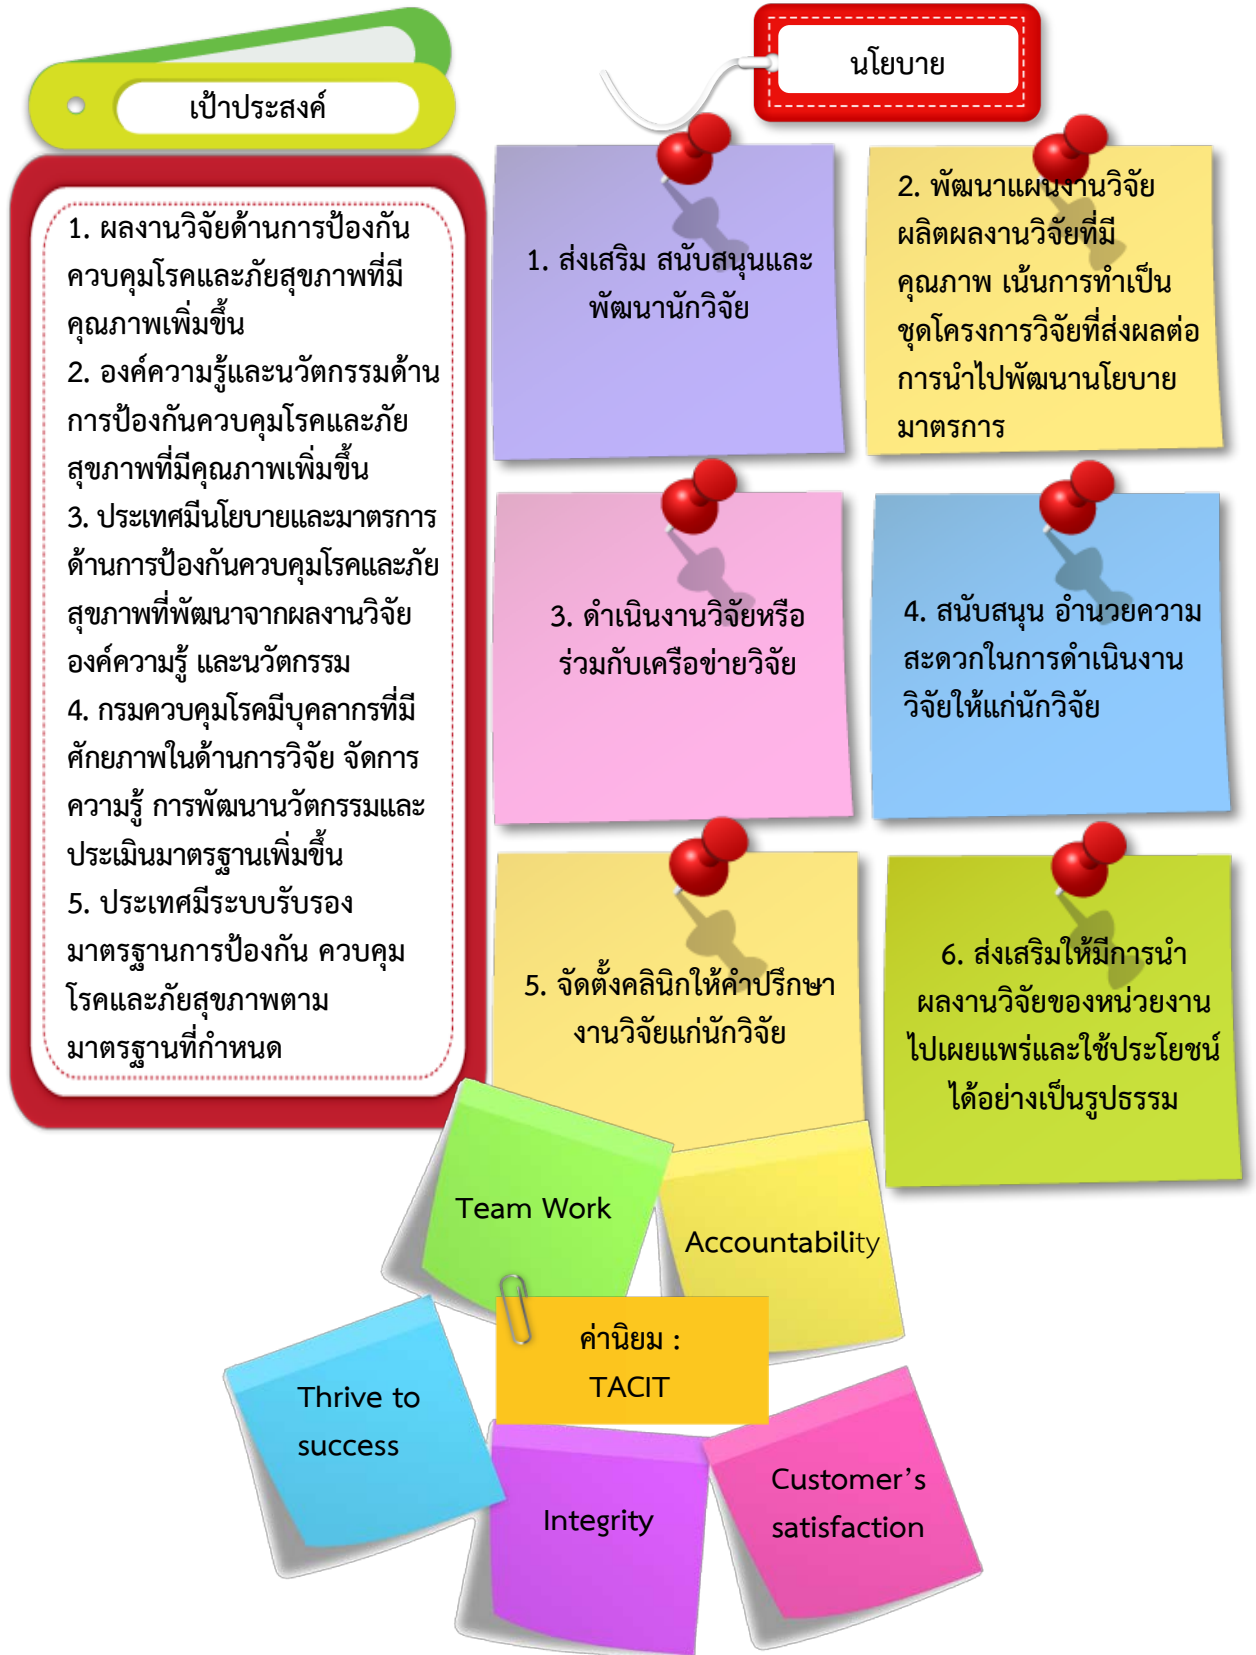 เป้าประสงค์
1. ผลงานวิจัยด้านการป้องกัน
ควบคุมโรคและภัยสุขภาพที่มี
คุณภาพเพิ่มขึ้น
2. องค์ความรู้และนวัตกรรมด้าน
การป้องกันควบคุมโรคและภัย
สุขภาพที่มีคุณภาพเพิ่มขึ้น
3. ประเทศมีนโยบายและมาตรการ
ด้านการป้องกันควบคุมโรคและภัย
สุขภาพที่พัฒนาจากผลงานวิจัย
องค์ความรู้ และนวัตกรรม
4. กรมควบคุมโรคมีบุคลากรที่มี
ศักยภาพในด้านการวิจัย จัดการ
ความรู้ การพัฒนานวัตกรรมและ
ประเมินมาตรฐานเพิ่มขึ้น
5. ประเทศมีระบบรับรอง
มาตรฐานการป้องกัน ควบคุม
โรคและภัยสุขภาพตาม
มาตรฐานที่กำหนด
นโยบาย
1. ส่งเสริม สนับสนุนและ
พัฒนานักวิจัย
2. พัฒนาแผนงานวิจัย
ผลิตผลงานวิจัยที่มี
คุณภาพ เน้นการทำเป็น
ชุดโครงการวิจัยที่ส่งผลต่อ
การนำไปพัฒนานโยบาย
มาตรการ
3. ดำเนินงานวิจัยหรือ
ร่วมกับเครือข่ายวิจัย
4. สนับสนุน อำนวยความ
สะดวกในการดำเนินงาน
วิจัยให้แก่นักวิจัย
5. จัดตั้งคลินิกให้คำปรึกษา
งานวิจัยแก่นักวิจัย
6. ส่งเสริมให้มีการนำ
ผลงานวิจัยของหน่วยงาน
ไปเผยแพร่และใช้ประโยชน์
ได้อย่างเป็นรูปธรรม
Team Work
Accountability
ค่านิยม :
TACIT
Thrive to
success
Integrity
Customer's
satisfaction